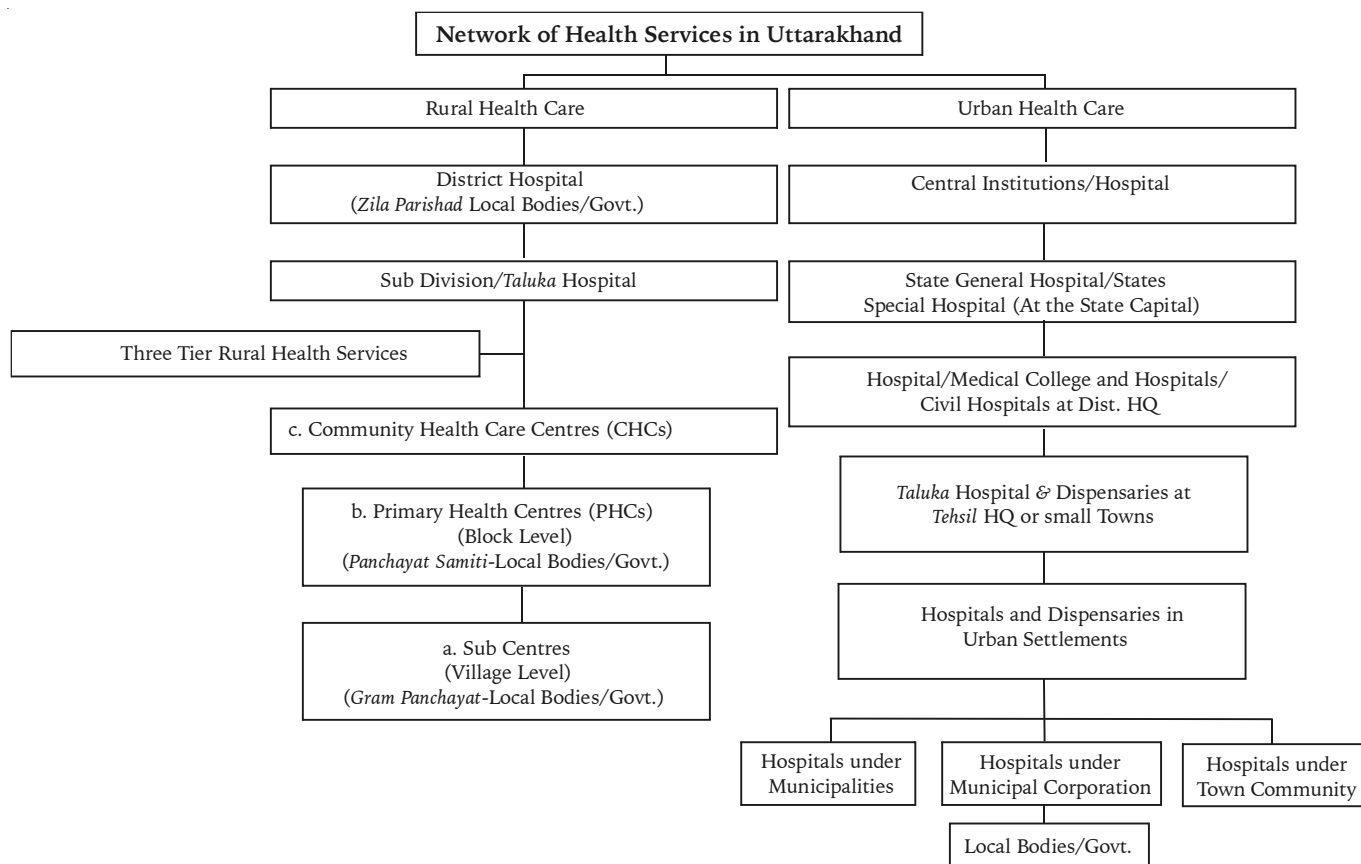 Network of Health Services in Uttarakhand
Rural Health Care
Urban Health Care
District Hospital
(Zila Parishad Local Bodies/Govt.)
Central Institutions/Hospital
Sub Division/Taluka Hospital
State General Hospital/States
Special Hospital (At the State Capital)
Three Tier Rural Health Services
Hospital/Medical College and Hospitals/
Civil Hospitals at Dist. HQ
c. Community Health Care Centres (CHCs)
Taluka Hospital & Dispensaries at
Tehsil HQ or small Towns
b. Primary Health Centres (PHCs)
(Block Level)
(Panchayat Samiti-Local Bodies/Govt.)
Hospitals and Dispensaries in
Urban Settlements
a. Sub Centres
(Village Level)
(Gram Panchayat-Local Bodies/Govt.)
Hospitals under
Municipalities
Hospitals under
Municipal Corporation
Hospitals under
Town Community
Local Bodies/Govt.